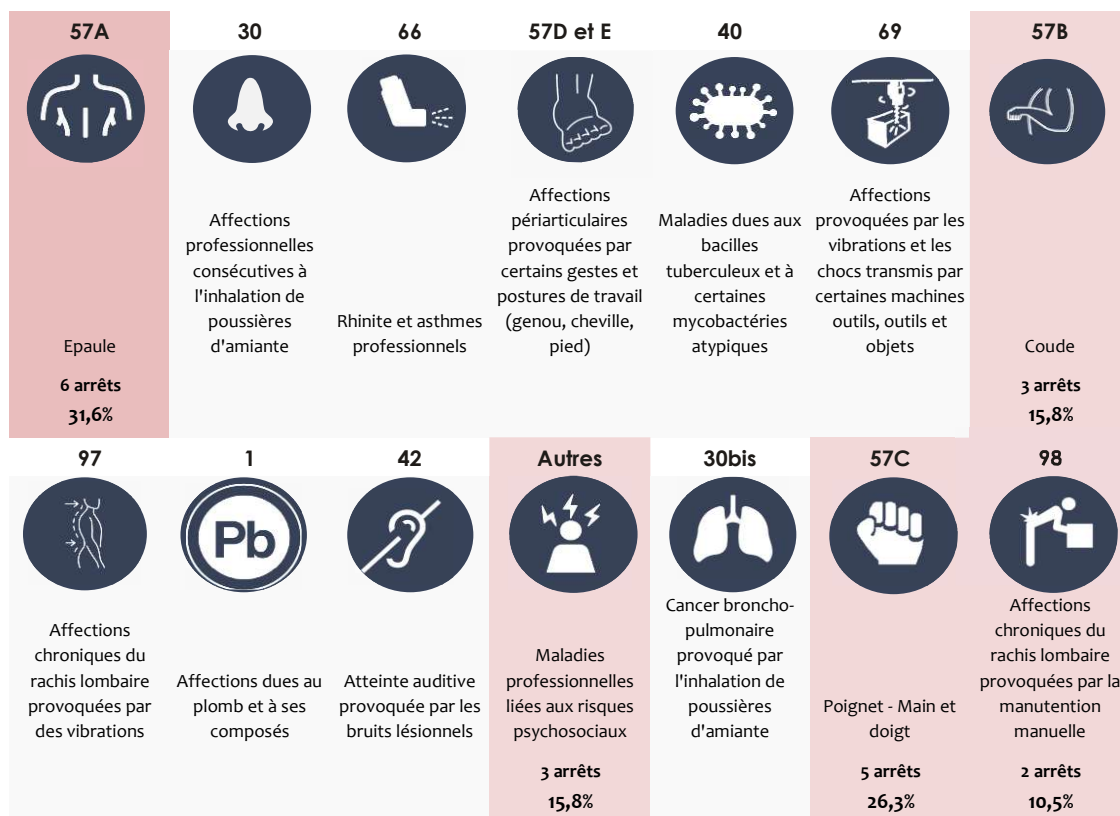 57A
30
66
57D et E
40
69
57B
Epaule
6 arrêts
31,6%
Affections
professionnelles
consécutives à
l'inhalation de
poussières
d'amiante
Rhinite et asthmes
professionnels
Affections
périarticulaires
provoquées par
certains gestes et
postures de travail
(genou, cheville,
pied)
Maladies dues aux
bacilles
tuberculeux et à
certaines
mycobactéries
atypiques
Affections
provoquées par les
vibrations et les
chocs transmis par
certaines machines
outils, outils et
objets
Coude
3 arrêts
15,8%
97
1
42
Autres
30bis
57C
98
Pb
Affections
chroniques du
rachis lombaire
provoquées par
des vibrations
Affections dues au
plomb et à ses
composés
Atteinte auditive
provoquée par les
bruits lésionnels
Maladies
professionnelles
liées aux risques
psychosociaux
3 arrêts
15,8%
Cancer broncho-
pulmonaire
provoqué par
l'inhalation de
poussières
d'amiante
Poignet - Main et
doigt
5 arrêts
26,3%
Affections
chroniques du
rachis lombaire
provoquées par la
manutention
manuelle
2 arrêts
10,5%